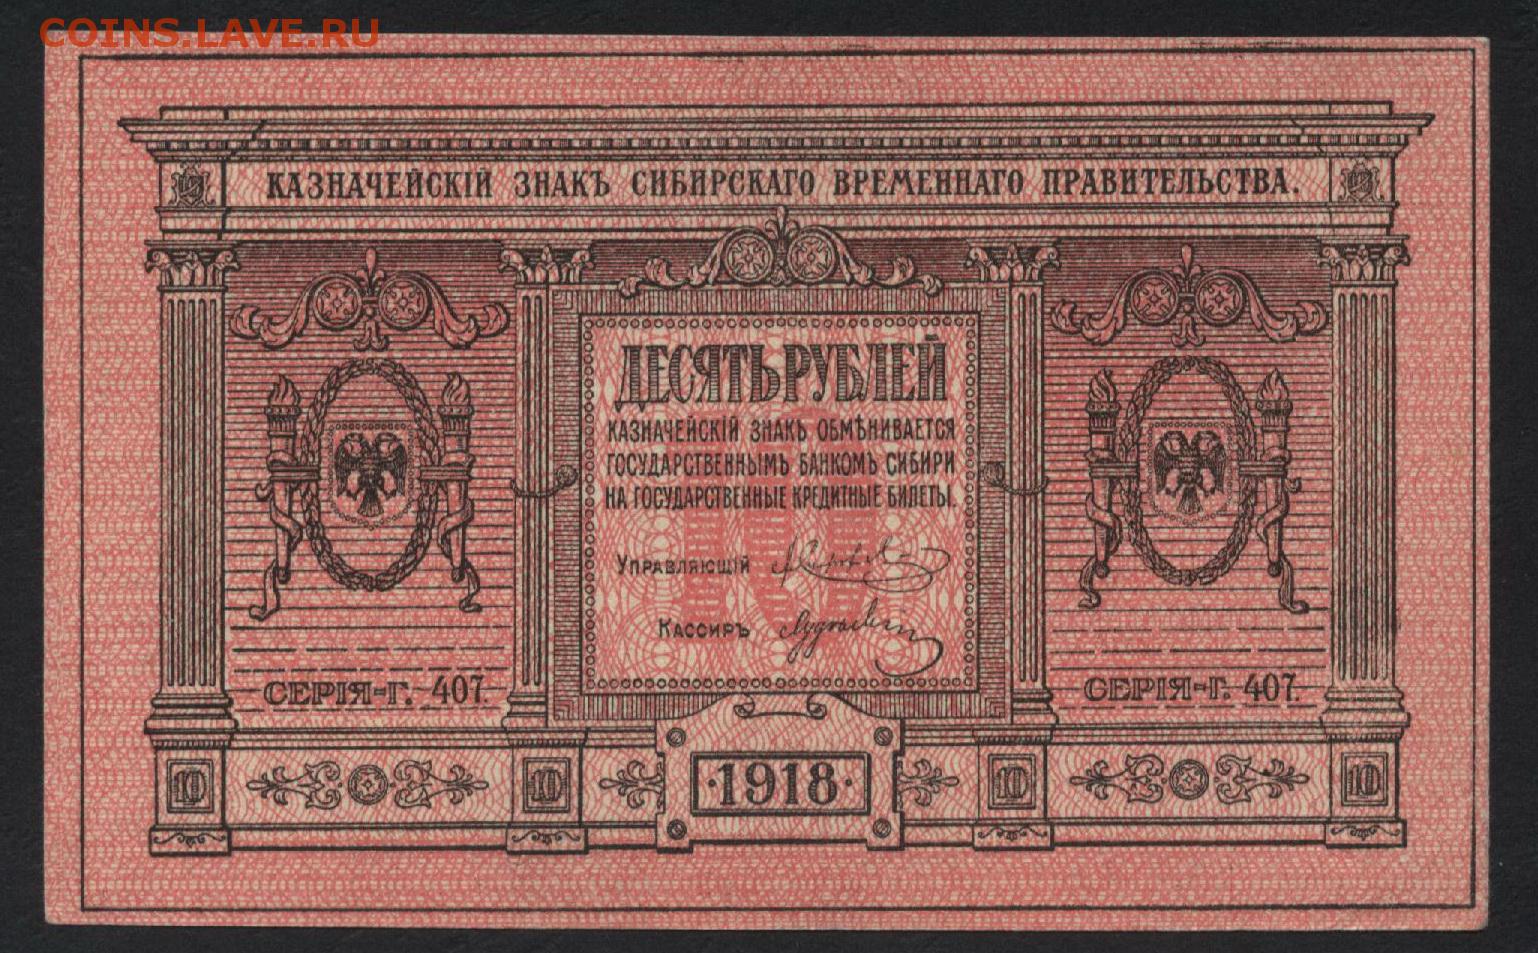 COINS.LAVE.RU
КАЗНАЧЕЙСКІЙ ЗНАКЪ СИБИРСКАГО ВРЕМЕННАГО ПРАВИТЕЛЬСТВА.
ДЕСЯТЬ РУБЛЕЙ
КАЗНАЧЕЙСКІЙ ЗНАКЪ ОБМѢНИВАЕТСЯ
ГОСУДАРСТВЕННЫМЪ БАНКОМЪ СИБИРИ
НА ГОСУДАРСТВЕННЫЕ КРЕДИТНЫЕ БИЛЕТЫ.
10
УПРАВЛЯЮЩІЙ
КАССИРЪ
СЕРІЯ-Г. 407.
СЕРІЯ-Г. 407.
10
10
·1918·
10
10